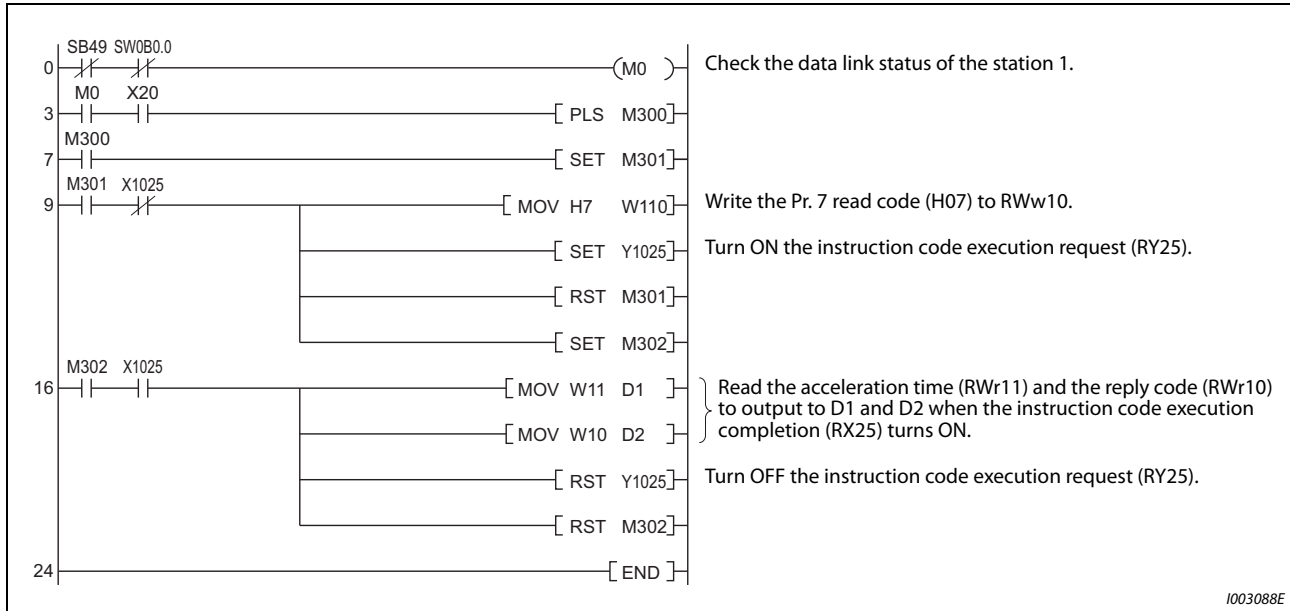 SB49 SW0B0.0
0 (M0 ) Check the data link status of the station 1.
M0 X20
3 [ PLS M300]
M300
7 [ SET M301]
M301 X1025
9 [ MOV H7 W110] Write the Pr. 7 read code (H07) to RWw10.
[ SET Y1025] Turn ON the instruction code execution request (RY25).
[ RST M301]
[ SET M302]
M302 X1025
16 [ MOV W11 D1 ] Read the acceleration time (RWr11) and the reply code (RWr10)
to output to D1 and D2 when the instruction code execution
[ MOV W10 D2 ] completion (RX25) turns ON.
[ RST Y1025] Turn OFF the instruction code execution request (RY25).
[ RST M302]
24 [ END ]
I003088E